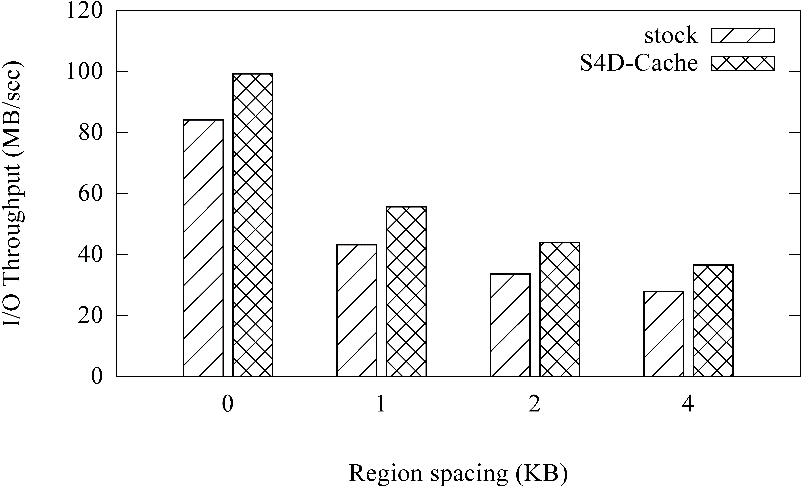 I/O Throughput (MB/sec)
120
100
80
60
40
20
0
stock
S4D-Cache
0 1 2 4
Region spacing (KB)